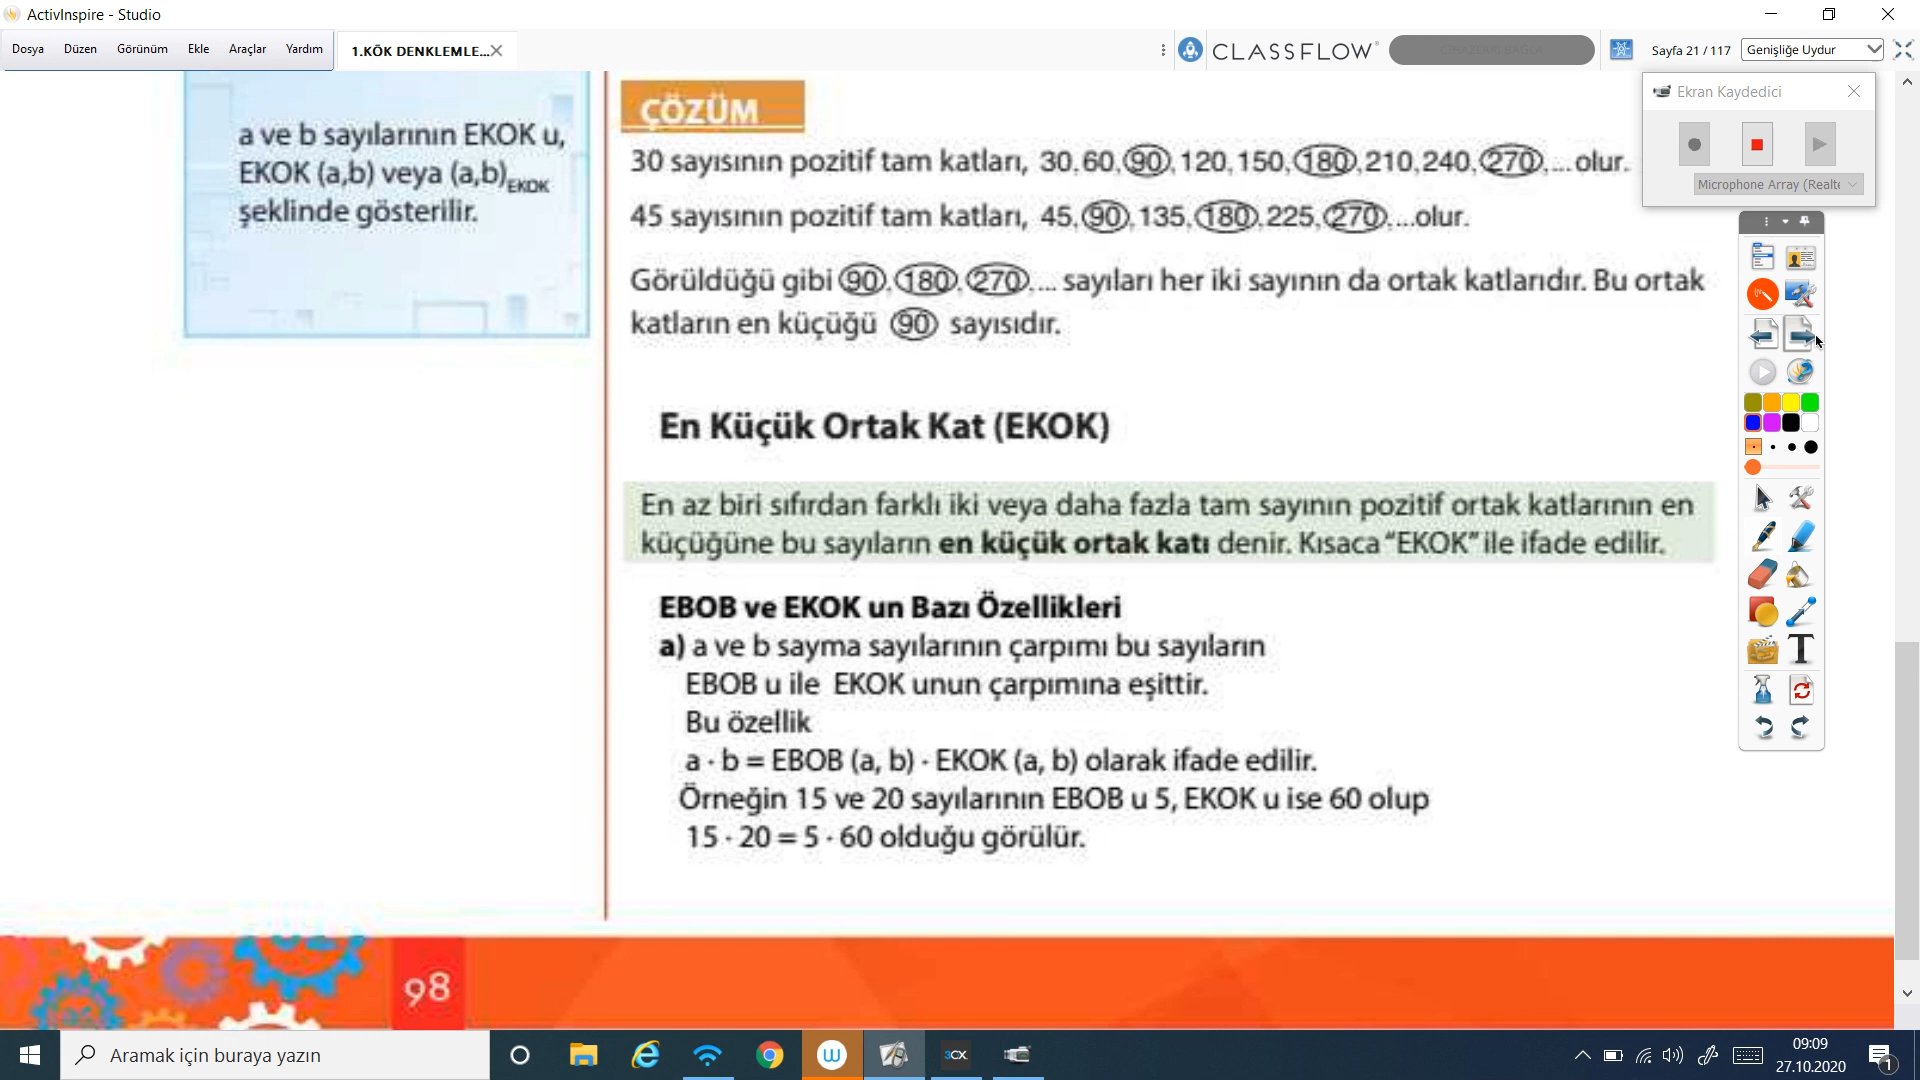 ActivInspire - Studio
Dosya Düzen Görünüm Ekle Araçlar Yardım 1.KÖK DENKLEMLE... CLASSFLOW Sayfa 21 / 117 Genişliğe Uydur
Ekran Kaydedici
Microphone Array (Realte
a ve b sayılarının EKOK u,
EKOK (a,b) veya (a,b)EKOK
şeklinde gösterilir.
ÇÖZÜM
30 sayısının pozitif tam katları, 30, 60, 90, 120, 150, 180, 210, 240, 270, ... olur.
45 sayısının pozitif tam katları, 45, 90, 135, 180, 225, 270, ...olur.
Görüldüğü gibi 90, 180, 270, ... sayıları her iki sayının da ortak katlarıdır. Bu ortak
katların en küçüğü 90 sayısıdır.
En Küçük Ortak Kat (EKOK)
En az biri sıfırdan farklı iki veya daha fazla tam sayının pozitif ortak katlarının en
küçüğüne bu sayıların en küçük ortak katı denir. Kısaca "EKOK" ile ifade edilir.
EBOB ve EKOK un Bazı Özellikleri
a) a ve b sayma sayılarının çarpımı bu sayıların
EBOB u ile EKOK unun çarpımına eşittir.
Bu özellik
a · b = EBOB (a, b) · EKOK (a, b) olarak ifade edilir.
Örneğin 15 ve 20 sayılarının EBOB u 5, EKOK u ise 60 olup
15 · 20 = 5 · 60 olduğu görülür.
98
Aramak için buraya yazın
3CX
09:09
27.10.2020
1